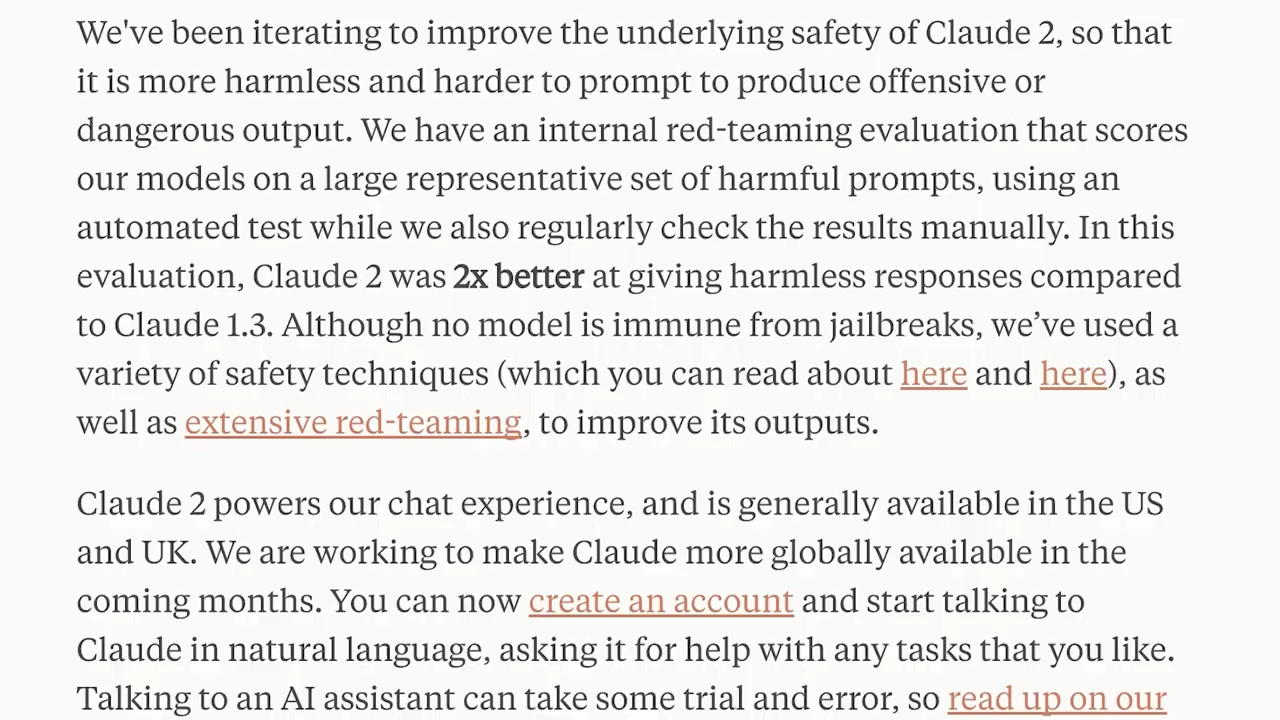 We've been iterating to improve the underlying safety of Claude 2, so that
it is more harmless and harder to prompt to produce offensive or
dangerous output. We have an internal red-teaming evaluation that scores
our models on a large representative set of harmful prompts, using an
automated test while we also regularly check the results manually. In this
evaluation, Claude 2 was 2x better at giving harmless responses compared
to Claude 1.3. Although no model is immune from jailbreaks, we’ve used a
variety of safety techniques (which you can read about here and here), as
well as extensive red-teaming, to improve its outputs.
Claude 2 powers our chat experience, and is generally available in the US
and UK. We are working to make Claude more globally available in the
coming months. You can now create an account and start talking to
Claude in natural language, asking it for help with any tasks that you like.
Talking to an AI assistant can take some trial and error, so read up on our